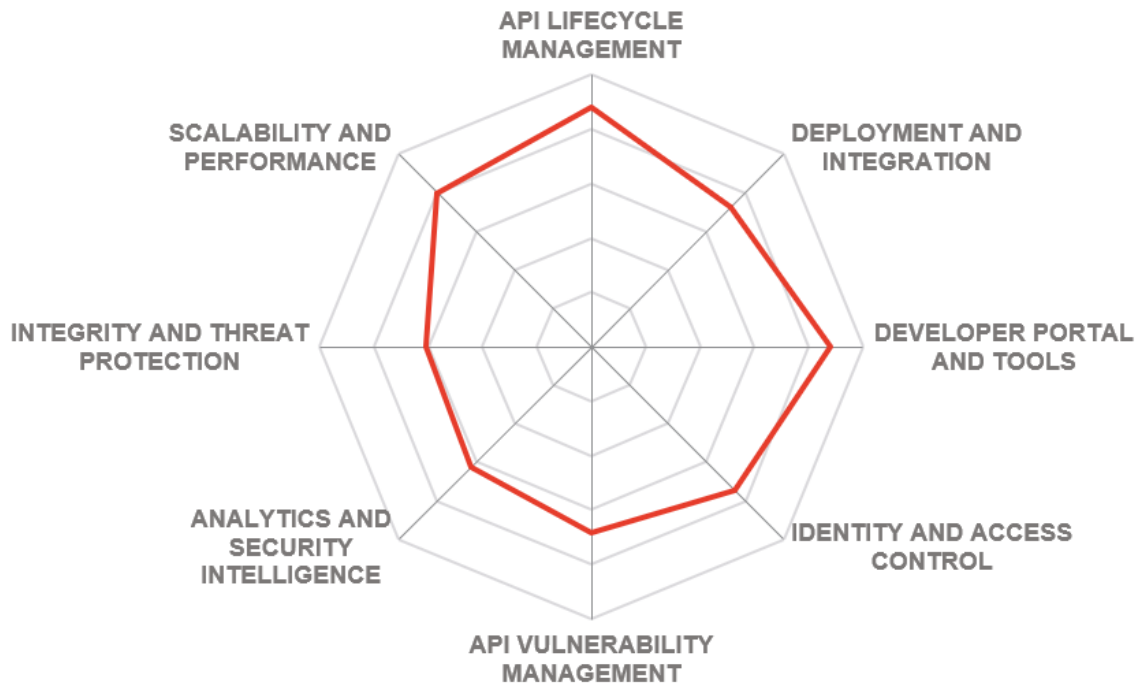 API LIFECYCLE
MANAGEMENT
DEPLOYMENT AND
INTEGRATION
DEVELOPER PORTAL
AND TOOLS
IDENTITY AND ACCESS
CONTROL
API VULNERABILITY
MANAGEMENT
ANALYTICS AND
SECURITY
INTELLIGENCE
INTEGRITY AND THREAT
PROTECTION
SCALABILITY AND
PERFORMANCE